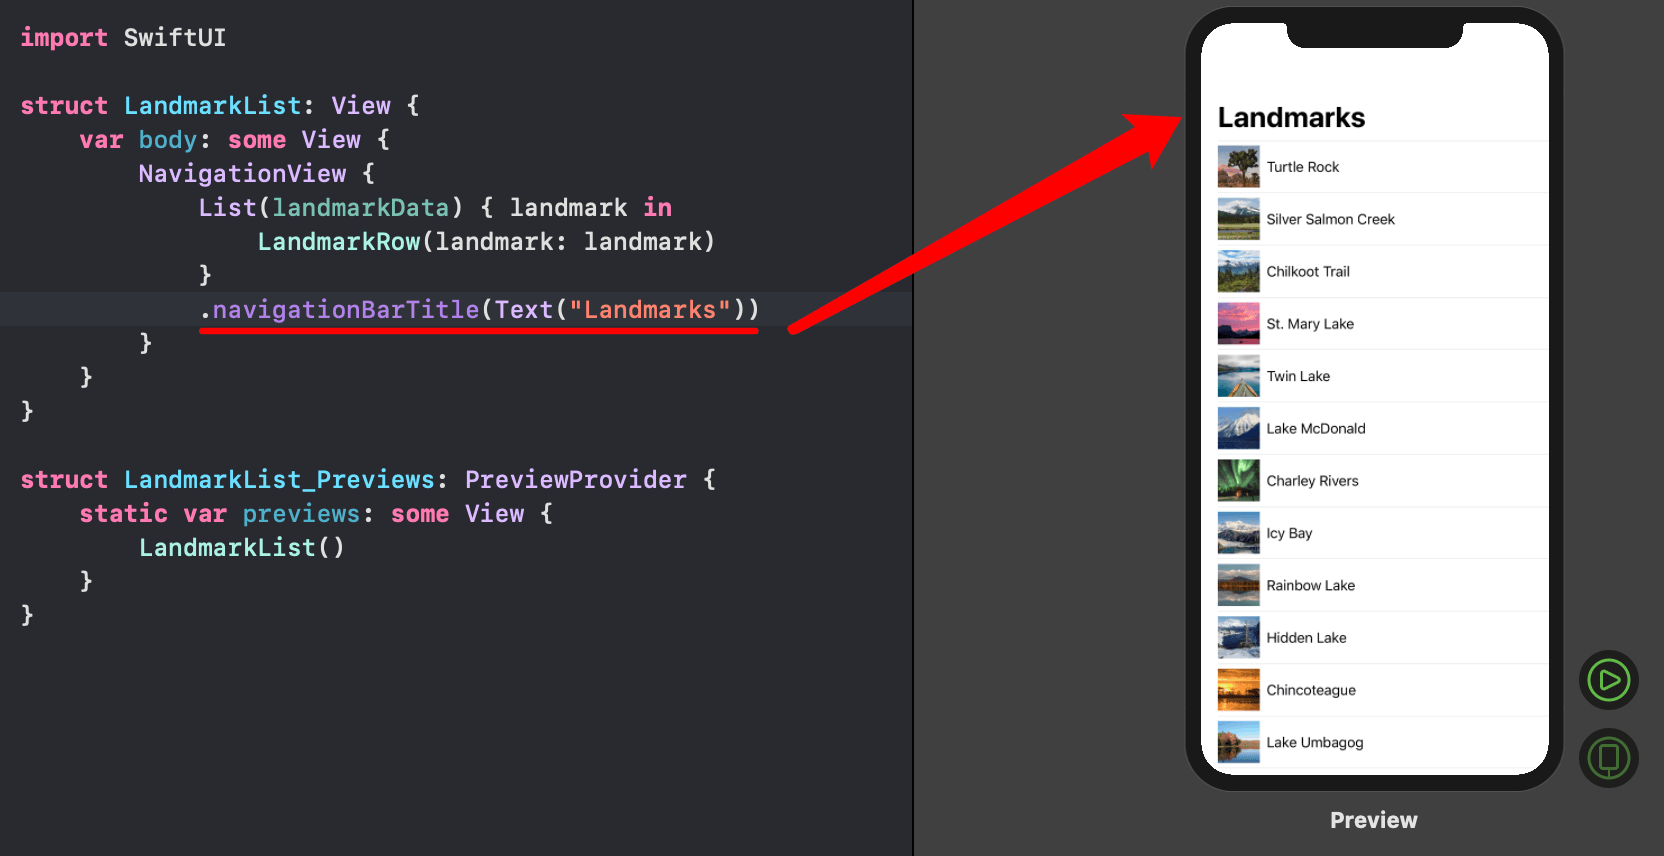 import SwiftUI
struct LandmarkList: View {
var body: some View {
NavigationView {
List(landmarkData) { landmark in
LandmarkRow(landmark: landmark)
}
.navigationBarTitle(Text("Landmarks"))
}
}
}
struct LandmarkList_Previews: PreviewProvider {
static var previews: some View {
LandmarkList()
}
}
Landmarks
Turtle Rock
Silver Salmon Creek
Chilkoot Trail
St. Mary Lake
Twin Lake
Lake McDonald
Charley Rivers
Icy Bay
Rainbow Lake
Hidden Lake
Chincoteague
Lake Umbagog
Preview